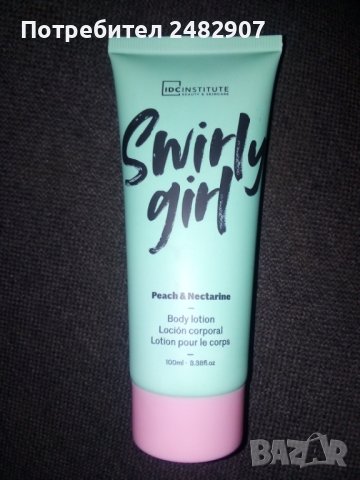 Потребител 2482907
IDC INSTITUTE
BEAUTY & SKINCARE
Swirly
girl
Peach & Nectarine
Body lotion
Loción corporal
Lotion pour le corps
100ml - 3.38fl.oz
BAZAR